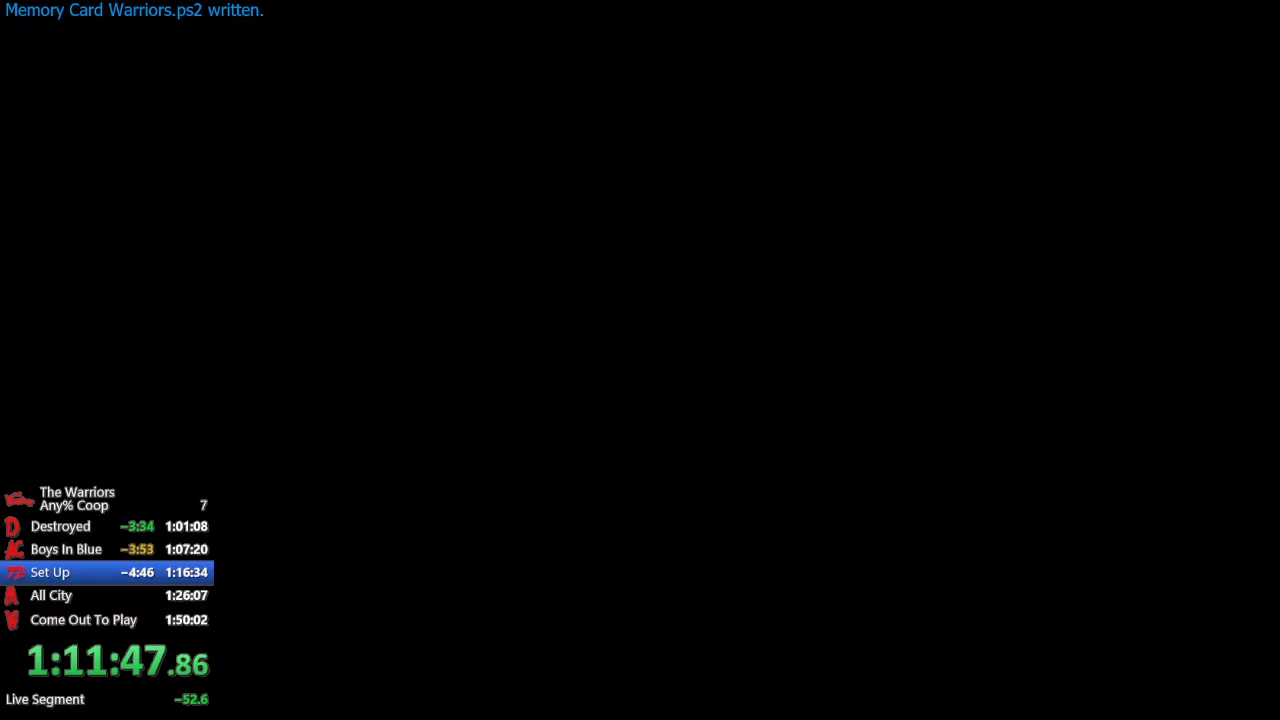 Memory Card Warriors.ps2 written.
The Warriors
Any% Coop 7
Destroyed −3:34 1:01:08
Boys In Blue −3:53 1:07:20
Set Up −4:46 1:16:34
All City 1:26:07
Come Out To Play 1:50:02
1:11:47.86
Live Segment −52.6